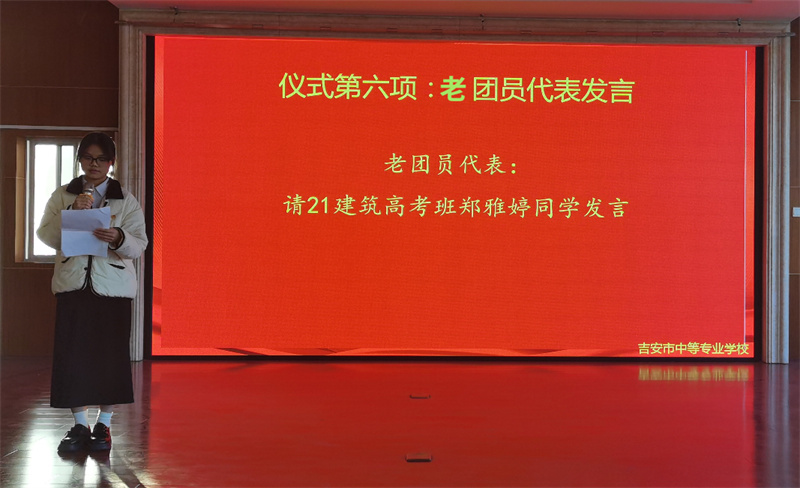 仪式第六项：老 团员代表发言
老团员代表：
请21建筑高考班郑雅婷同学发言
吉安市中等专业学校